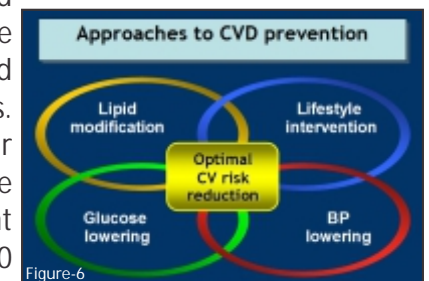 Approaches to CVD prevention
Lipid
modification
Lifestyle
intervention
Optimal
CV risk
reduction
Glucose
lowering
BP
lowering
Figure-6